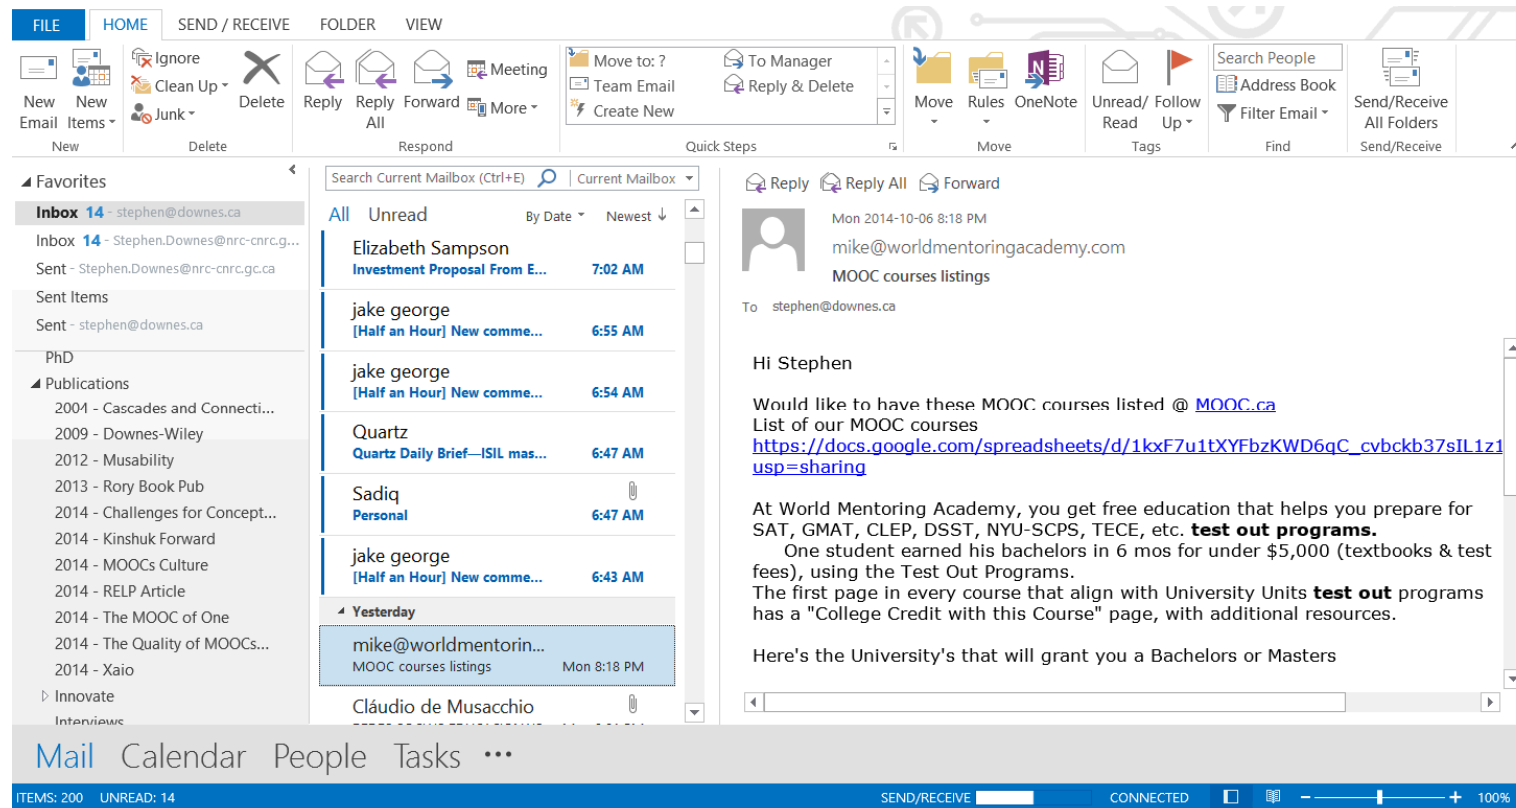 FILE HOME SEND / RECEIVE FOLDER VIEW
New Email
New Items
Ignore
Clean Up
Junk
Delete
Reply
Reply All
Forward
Meeting
More
Move to: ?
Team Email
Create New
To Manager
Reply & Delete
Move
Rules
OneNote
Unread/ Read
Follow Up
Search People
Address Book
Filter Email
Send/Receive All Folders
New Delete Respond Quick Steps Move Tags Find Send/Receive
Favorites
Inbox 14 - stephen@downes.ca
Inbox 14 - Stephen.Downes@nrc-cnrc.g...
Sent - Stephen.Downes@nrc-cnrc.gc.ca
Sent Items
Sent - stephen@downes.ca
PhD
Publications
2004 - Cascades and Connecti...
2009 - Downes-Wiley
2012 - Musability
2013 - Rory Book Pub
2014 - Challenges for Concept...
2014 - Kinshuk Forward
2014 - MOOCs Culture
2014 - RELP Article
2014 - The MOOC of One
2014 - The Quality of MOOCs...
2014 - Xaio
Innovate
Interviews
Search Current Mailbox (Ctrl+E) Current Mailbox
All Unread By Date Newest
Elizabeth Sampson
Investment Proposal From E... 7:02 AM
jake george
[Half an Hour] New comme... 6:55 AM
jake george
[Half an Hour] New comme... 6:54 AM
Quartz
Quartz Daily Brief—ISIL mas... 6:47 AM
Sadiq
Personal 6:47 AM
jake george
[Half an Hour] New comme... 6:43 AM
Yesterday
mike@worldmentorin...
MOOC courses listings Mon 8:18 PM
Cláudio de Musacchio
Reply Reply All Forward
Mon 2014-10-06 8:18 PM
mike@worldmentoringacademy.com
MOOC courses listings
To stephen@downes.ca
Hi Stephen
Would like to have these MOOC courses listed @ MOOC.ca
List of our MOOC courses
https://docs.google.com/spreadsheets/d/1kxF7u1tXYFbzKWD6qC_cvbckb37sIL1z1
usp=sharing
At World Mentoring Academy, you get free education that helps you prepare for
SAT, GMAT, CLEP, DSST, NYU-SCPS, TECE, etc. test out programs.
One student earned his bachelors in 6 mos for under $5,000 (textbooks & test
fees), using the Test Out Programs.
The first page in every course that align with University Units test out programs
has a "College Credit with this Course" page, with additional resources.
Here's the University's that will grant you a Bachelors or Masters
Mail Calendar People Tasks •••
ITEMS: 200 UNREAD: 14 SEND/RECEIVE CONNECTED 100%